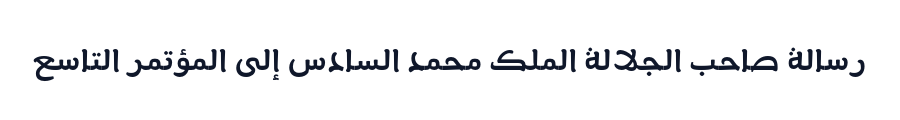 رسالة صاحب الجلالة الملك محمد السادس إلى المؤتمر التاسع